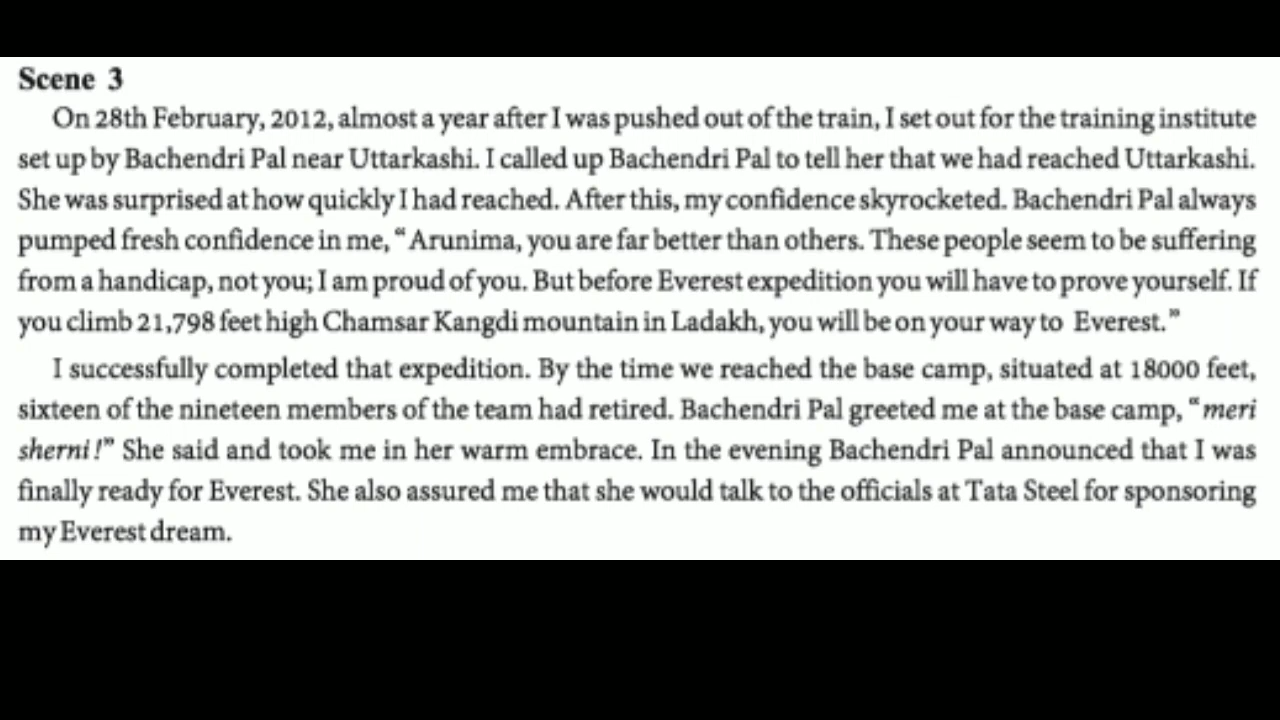 Scene 3
On 28th February, 2012, almost a year after I was pushed out of the train, I set out for the training institute
set up by Bachendri Pal near Uttarkashi. I called up Bachendri Pal to tell her that we had reached Uttarkashi.
She was surprised at how quickly I had reached. After this, my confidence skyrocketed. Bachendri Pal always
pumped fresh confidence in me, “Arunima, you are far better than others. These people seem to be suffering
from a handicap, not you; I am proud of you. But before Everest expedition you will have to prove yourself. If
you climb 21,798 feet high Chamsar Kangdi mountain in Ladakh, you will be on your way to Everest.”
I successfully completed that expedition. By the time we reached the base camp, situated at 18000 feet,
sixteen of the nineteen members of the team had retired. Bachendri Pal greeted me at the base camp, “meri
sherni!” She said and took me in her warm embrace. In the evening Bachendri Pal announced that I was
finally ready for Everest. She also assured me that she would talk to the officials at Tata Steel for sponsoring
my Everest dream.